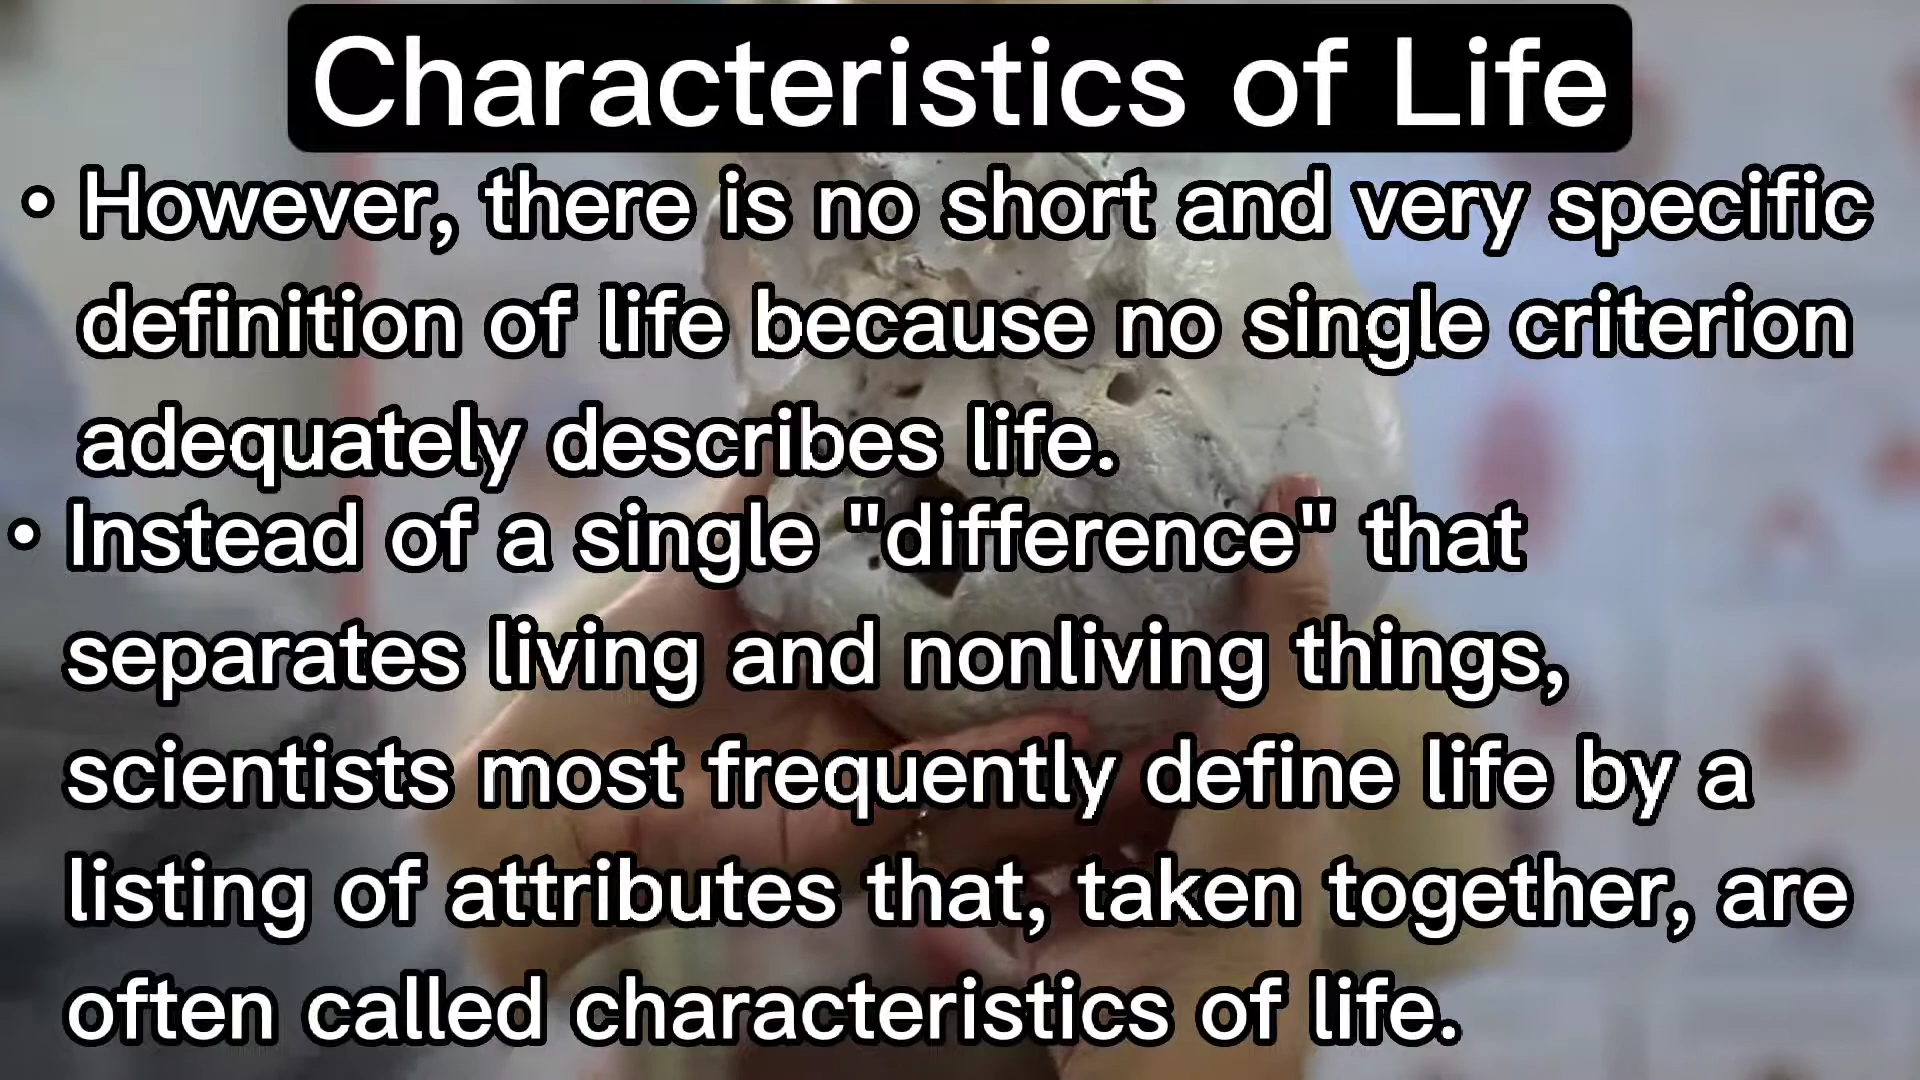 Characteristics of Life
• However, there is no short and very specific
definition of life because no single criterion
adequately describes life.
• Instead of a single "difference" that
separates living and nonliving things,
scientists most frequently define life by a
listing of attributes that, taken together, are
often called characteristics of life.